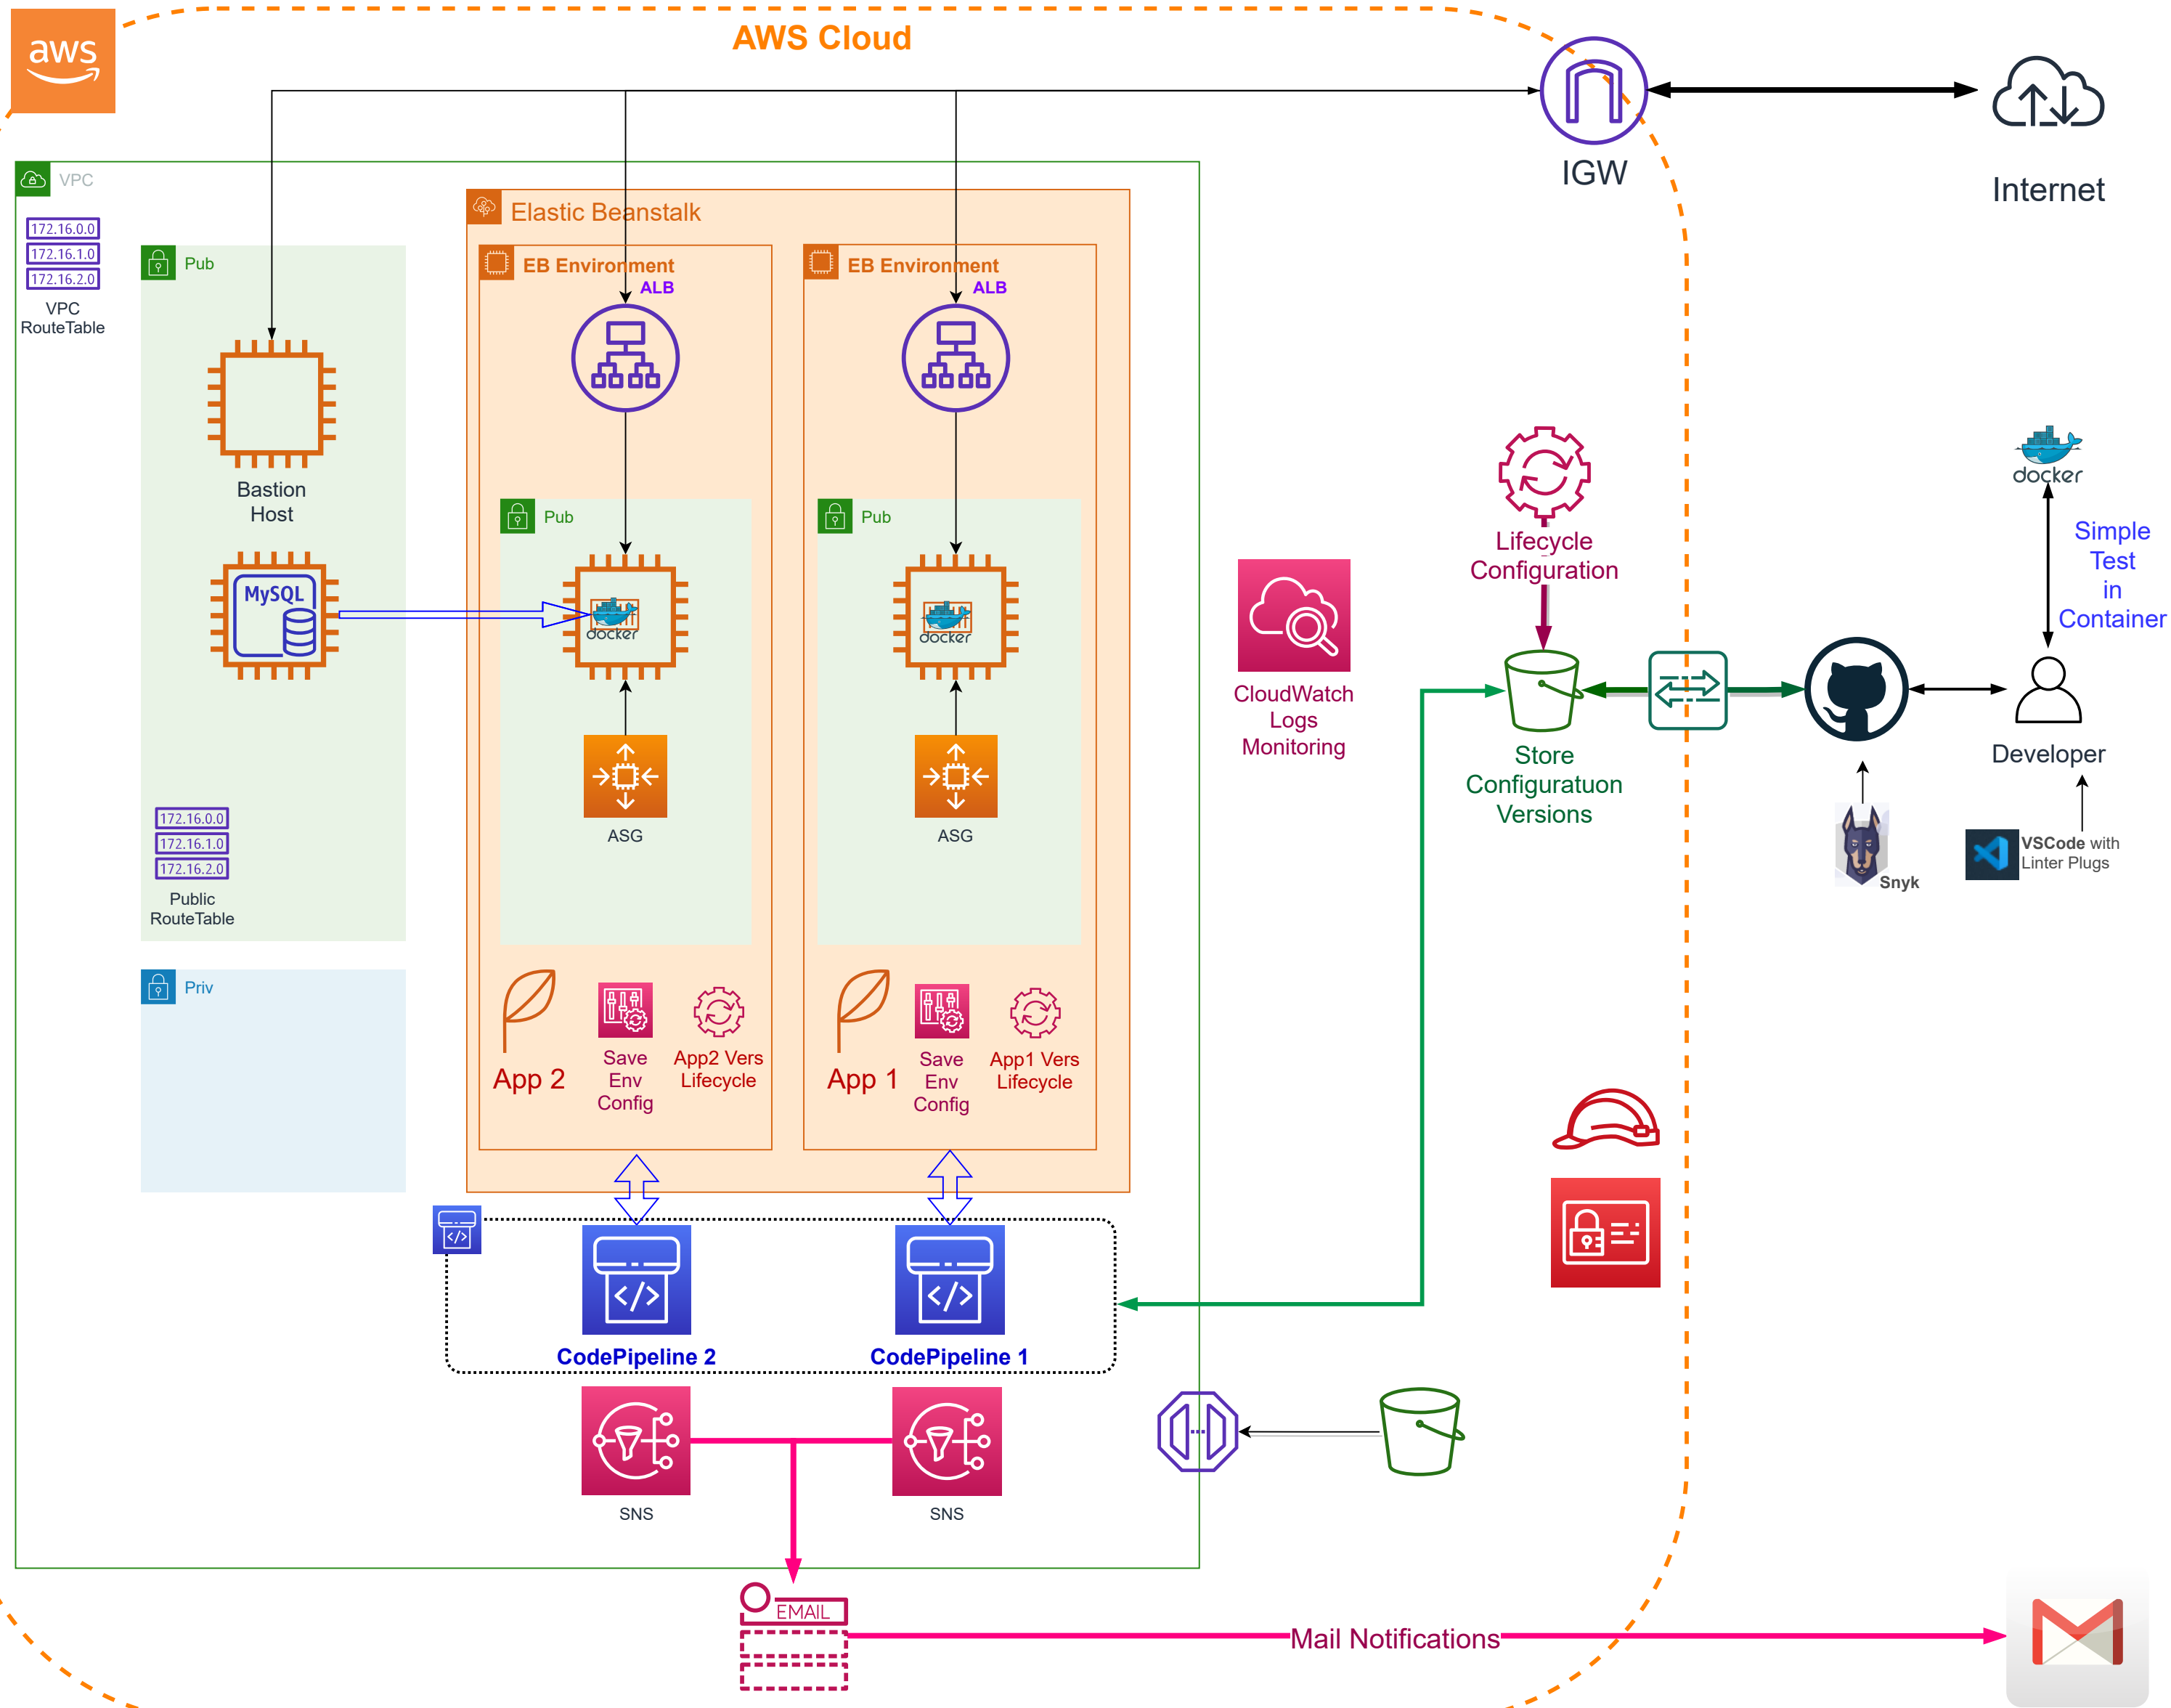 aws
AWS Cloud
IGW
Internet
VPC
172.16.0.0
172.16.1.0
172.16.2.0
VPC
RouteTable
Pub
Bastion
Host
MySQL
172.16.0.0
172.16.1.0
172.16.2.0
Public
RouteTable
Priv
Elastic Beanstalk
EB Environment
ALB
Pub
docker
ASG
App 2
Save
Env
Config
App2 Vers
Lifecycle
EB Environment
ALB
Pub
docker
ASG
App 1
Save
Env
Config
App1 Vers
Lifecycle
CodePipeline 2
CodePipeline 1
SNS
SNS
EMAIL
Mail Notifications
CloudWatch
Logs
Monitoring
Lifecycle
Configuration
Store
Configuratuon
Versions
docker
Simple
Test
in
Container
Developer
Snyk
VSCode with
Linter Plugs